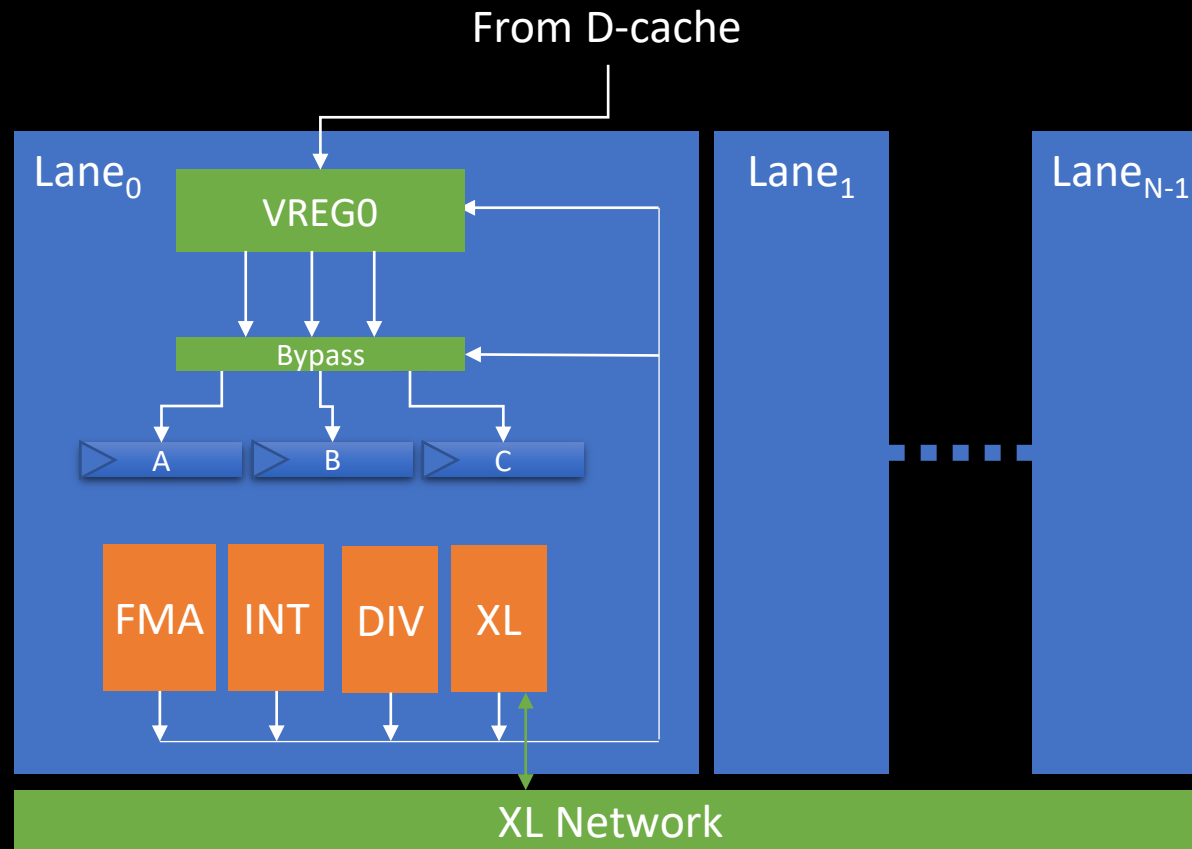 From D-cache
Lane₀
VREG0
Bypass
A
B
C
FMA
INT
DIV
XL
Lane₁
Laneₙ₋₁
XL Network